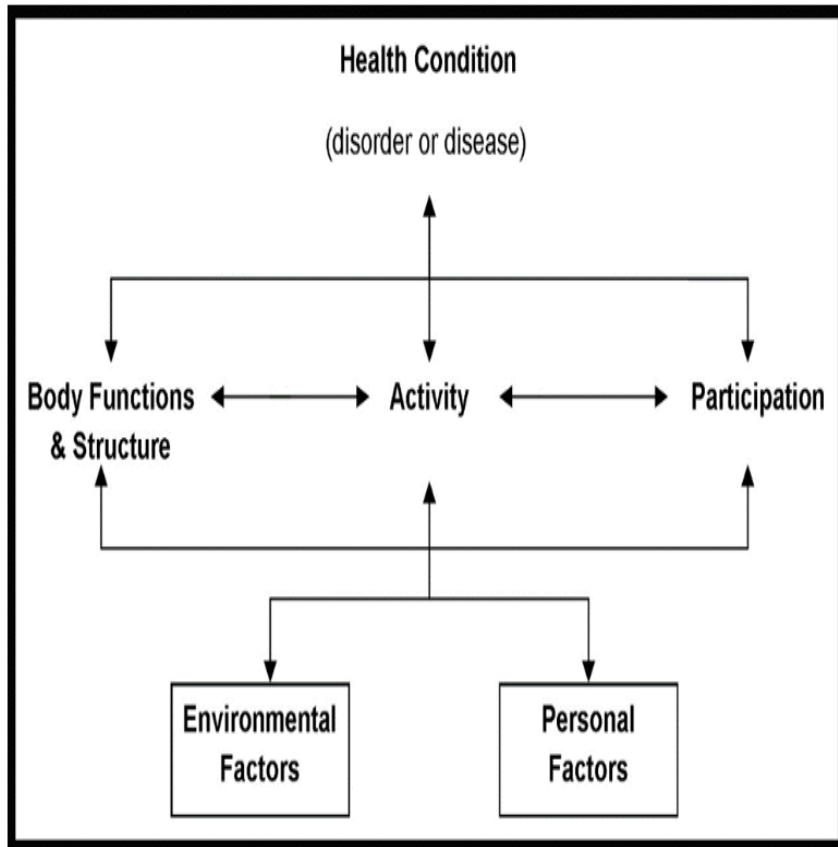 Health Condition
(disorder or disease)
Body Functions
& Structure
Activity
Participation
Environmental
Factors
Personal
Factors